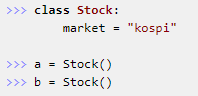 >>> class Stock:
        market = "kospi"
>>> a = Stock()
>>> b = Stock()